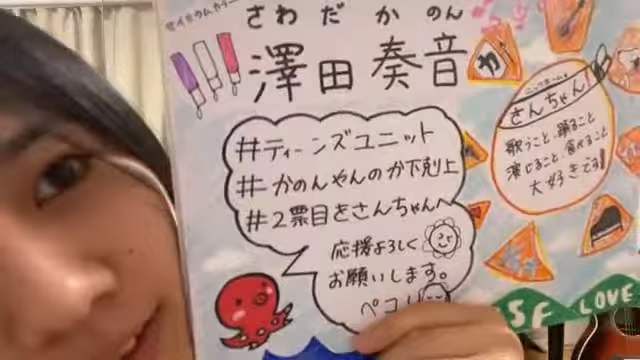 さわだかのん
澤田奏音
#ティーンズユニット
#かのんやんのか下剋上
#2票目をさんちゃんへ
応援よろしく
お願いします。
ペコリ
さんちゃん!
歌うこと、踊ること
演じること、食べること
大好きです!
SF LOVE